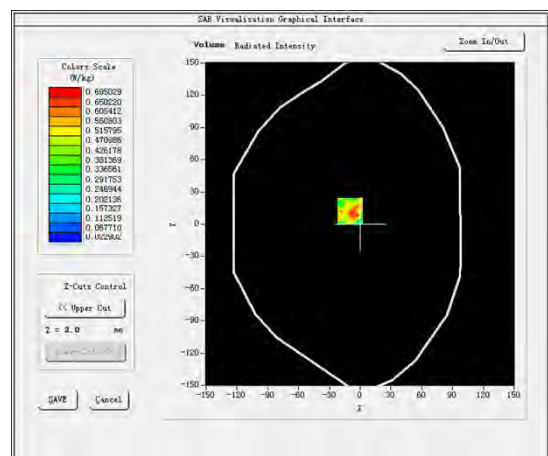 SAR Visualisation Graphical Interface
Volume Radiated Intensity
Zoom In/Out
Colors Scale
(W/kg)
0.695029
0.650220
0.605412
0.560603
0.515795
0.470986
0.426178
0.381369
0.336561
0.291753
0.246944
0.202136
0.157327
0.112519
0.067710
0.022902
Z-Cuts Control
<< Upper Cut
Z = 2.0 mm
SAVE
Cancel
150
120
90
60
30
0
-30
-60
-90
-120
-150
Y
-150 -120 -90 -60 -30 0 30 60 90 120 150
X